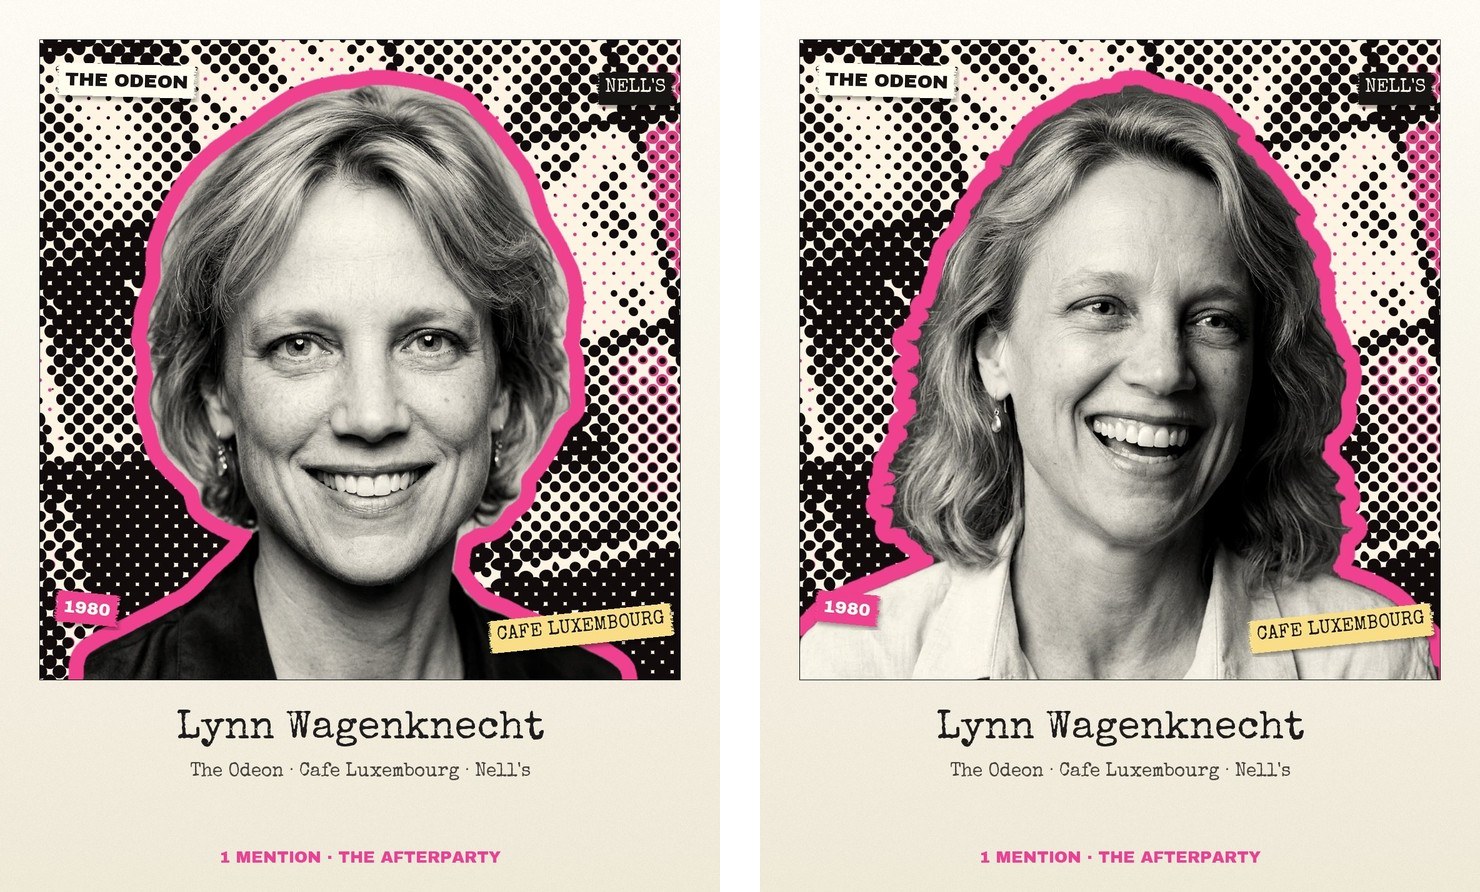 THE ODEON
NELL'S
1980
CAFE LUXEMBOURG
Lynn Wagenknecht
The Odeon · Cafe Luxembourg · Nell's
1 MENTION · THE AFTERPARTY
THE ODEON
NELL'S
1980
CAFE LUXEMBOURG
Lynn Wagenknecht
The Odeon · Cafe Luxembourg · Nell's
1 MENTION · THE AFTERPARTY